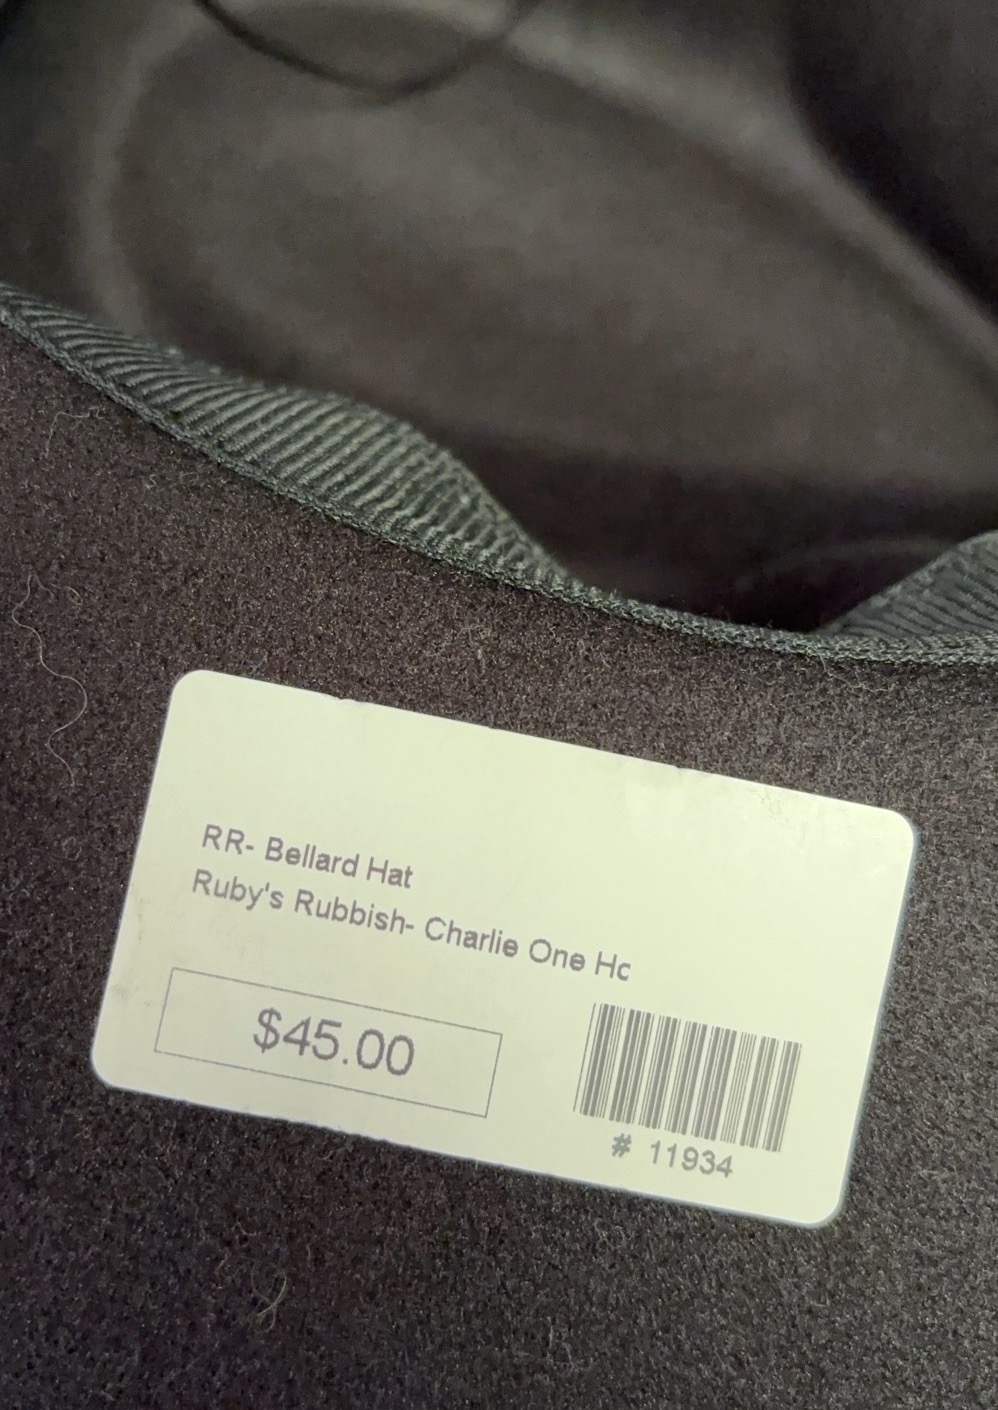 RR- Bellard Hat
Ruby's Rubbish- Charlie One Hc
$45.00
# 11934